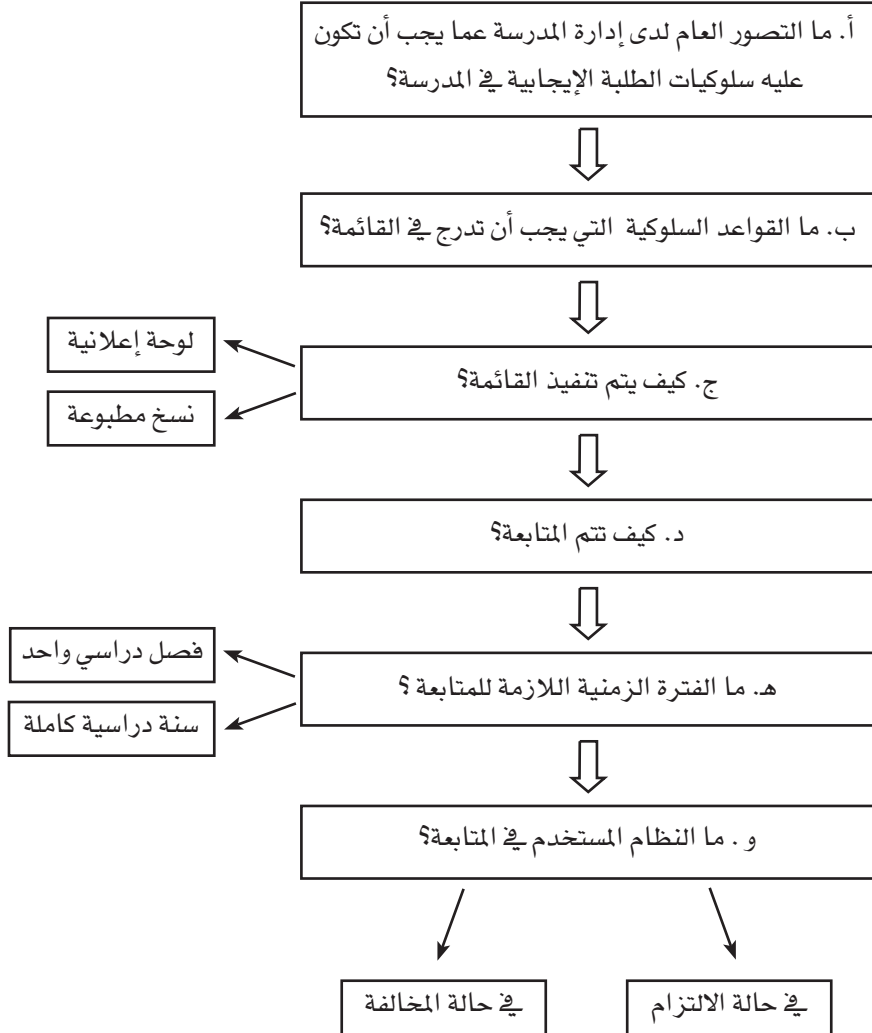 أ. ما التصور العام لدى إدارة المدرسة عما يجب أن تكون
عليه سلوكيات الطلبة الإيجابية في المدرسة؟
ب. ما القواعد السلوكية التي يجب أن تدرج في القائمة؟
ج. كيف يتم تنفيذ القائمة؟
لوحة إعلانية
نسخ مطبوعة
د. كيف تتم المتابعة؟
هـ. ما الفترة الزمنية اللازمة للمتابعة ؟
فصل دراسي واحد
سنة دراسية كاملة
و . ما النظام المستخدم في المتابعة؟
في حالة الالتزام
في حالة المخالفة